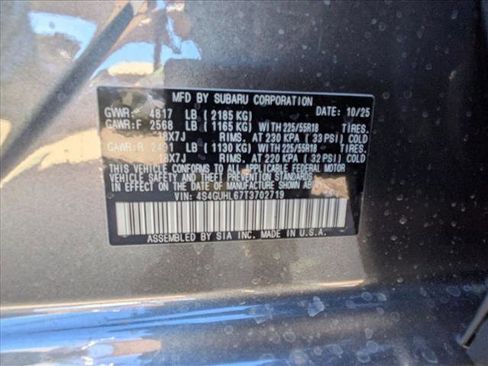 MFD. BY SUBARU CORPORATION
GVWR: 4817 LB ( 2185 KG) DATE: 10/25
GAWR:F 2568 LB ( 1165 KG) WITH 225/55R18 TIRES,
18X7J RIMS, AT 230 KPA ( 33 PSI) COLD
GAWR:R 2491 LB ( 1130 KG) WITH 225/55R18 TIRES,
18X7J RIMS, AT 220 KPA ( 32 PSI) COLD
THIS VEHICLE CONFORMS TO ALL APPLICABLE
FEDERAL MOTOR VEHICLE SAFETY STANDARDS
IN EFFECT ON THE DATE OF MANUFACTURE SHOWN ABOVE.
VIN: 4S4GUHL67T3702719
ASSEMBLED BY SIA INC. MADE IN U.S.A.